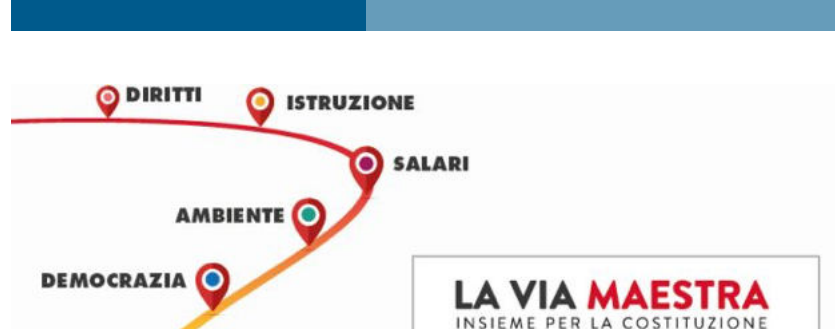 DIRITTI
ISTRUZIONE
SALARI
AMBIENTE
DEMOCRAZIA
LA VIA MAESTRA
INSIEME PER LA COSTITUZIONE